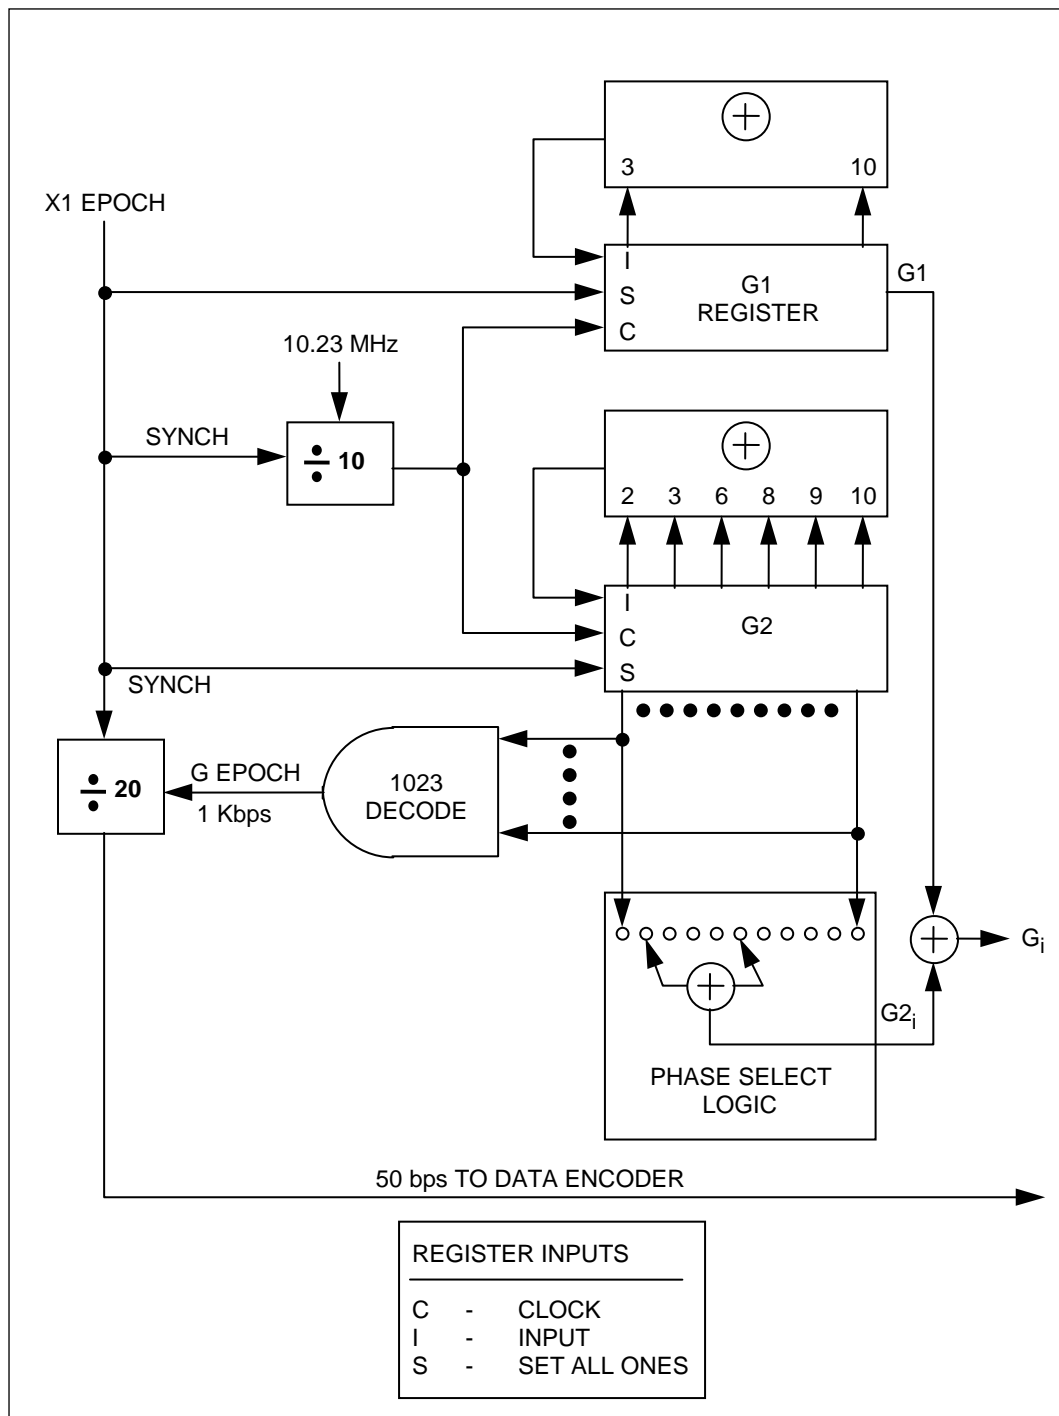 3 10
X1 EPOCH
I
S
C
G1
REGISTER
G1
10.23 MHz
SYNCH
÷ 10
2 3 6 8 9 10
I
C
S
G2
SYNCH
÷ 20
G EPOCH
1 Kbps
1023
DECODE
Gi
G2i
PHASE SELECT
LOGIC
50 bps TO DATA ENCODER
REGISTER INPUTS
C - CLOCK
I - INPUT
S - SET ALL ONES